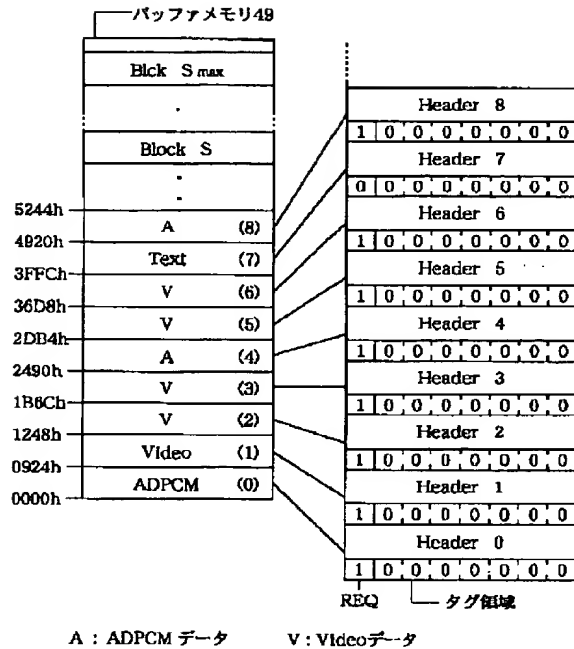 バッファメモリ49
Blck S max
Block S
5244h
A (8)
4920h
Text (7)
3FFCh
V (6)
36D8h
V (5)
2DB4h
A (4)
2490h
V (3)
1B6Ch
V (2)
1248h
Video (1)
0924h
ADPCM (0)
0000h
Header 8
1 0 0 0 0 0 0 0
Header 7
0 0 0 0 0 0 0 0
Header 6
1 0 0 0 0 0 0 0
Header 5
1 0 0 0 0 0 0 0
Header 4
1 0 0 0 0 0 0 0
Header 3
1 0 0 0 0 0 0 0
Header 2
1 0 0 0 0 0 0 0
Header 1
1 0 0 0 0 0 0 0
Header 0
1 0 0 0 0 0 0 0
REQ タグ領域
A : ADPCM データ V : Videoデータ